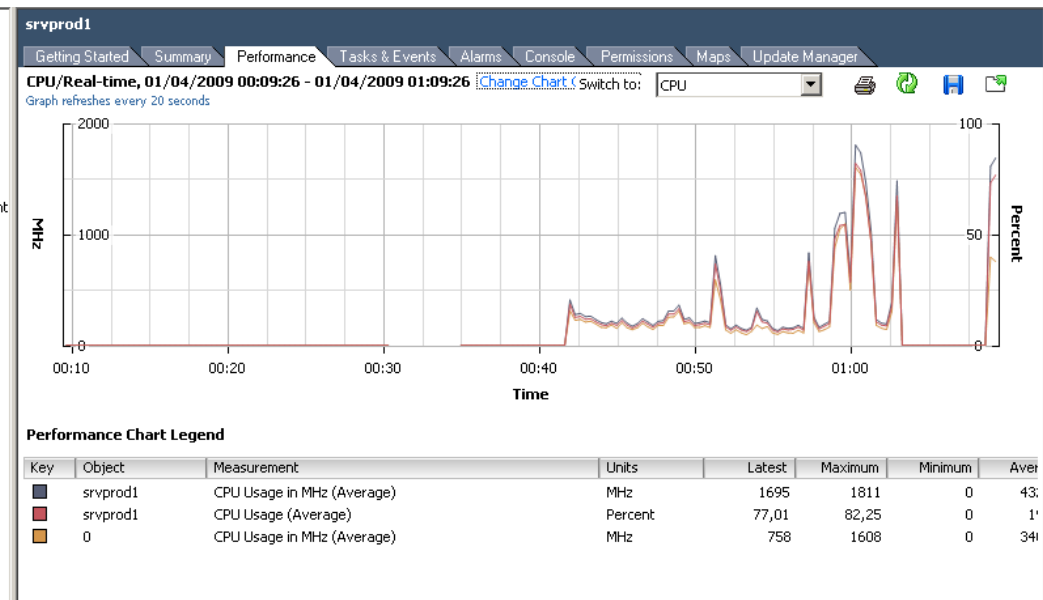 srvprod1
Getting Started Summary Performance Tasks & Events Alarms Console Permissions Maps Update Manager
CPU/Real-time, 01/04/2009 00:09:26 - 01/04/2009 01:09:26 Change Chart Switch to: CPU
Graph refreshes every 20 seconds
2000 100
MHz 1000 50 Percent
0 0
00:10 00:20 00:30 00:40 00:50 01:00
Time
Performance Chart Legend
Key Object Measurement Units Latest Maximum Minimum
srvprod1 CPU Usage in MHz (Average) MHz 1695 1811 0
srvprod1 CPU Usage (Average) Percent 77,01 82,25 0
0 CPU Usage in MHz (Average) MHz 758 1608 0